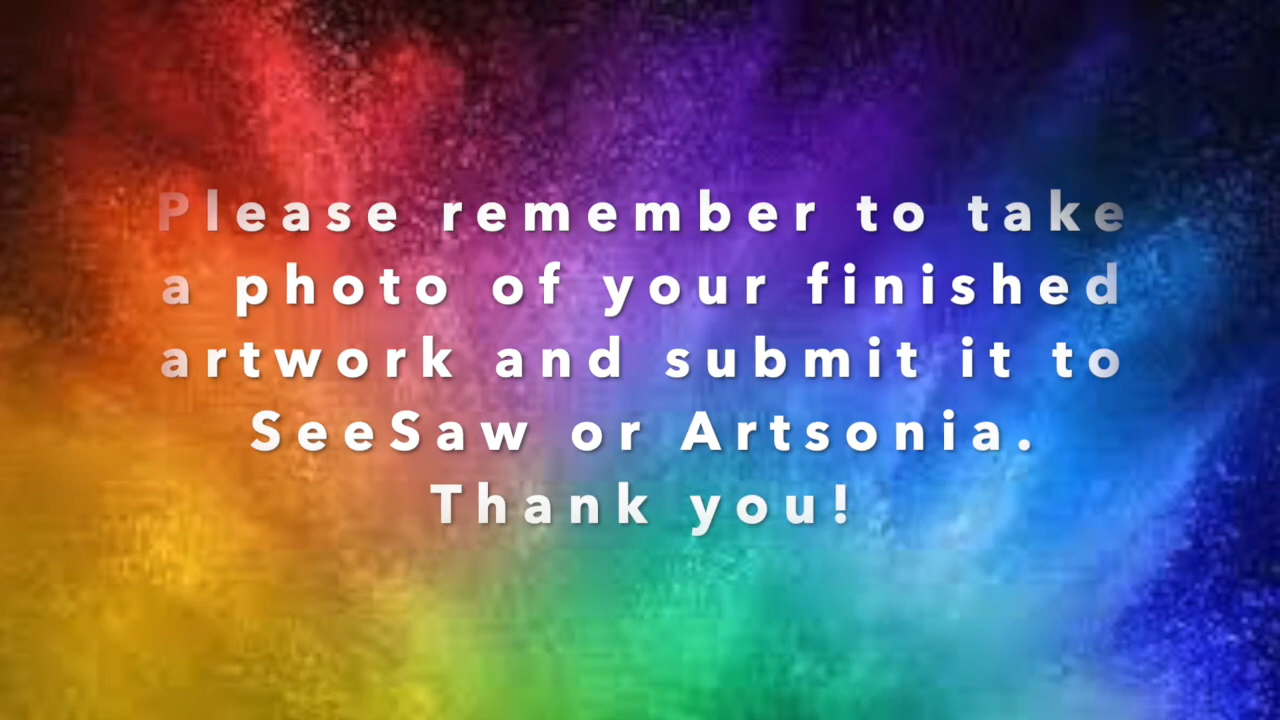 Please remember to take
a photo of your finished
artwork and submit it to
SeeSaw or Artsonia.
Thank you!